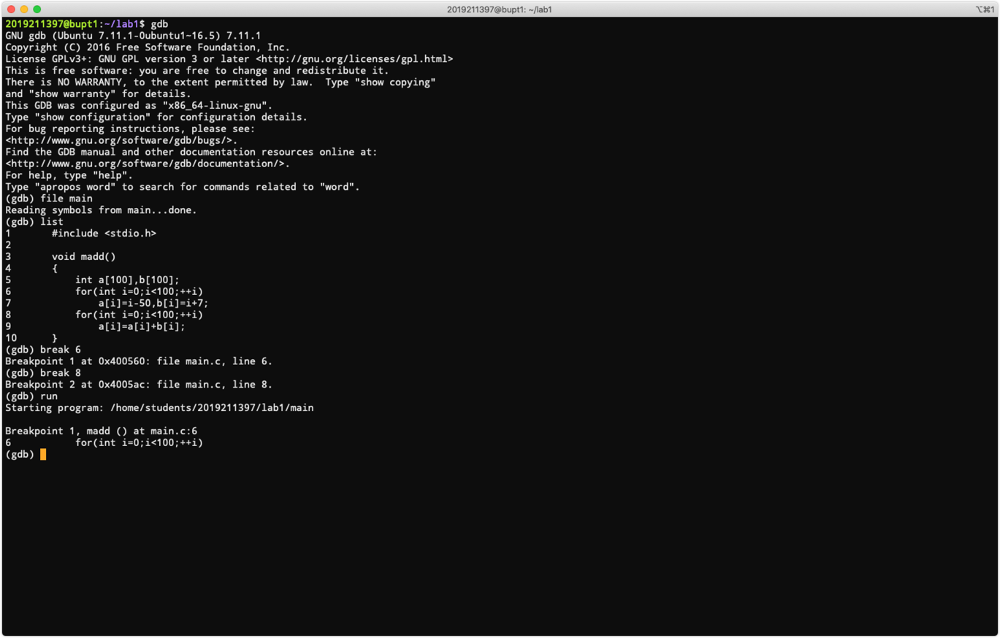 2019211397@bupt1: ~/lab1
⌥⌘1
2019211397@bupt1:~/lab1$ gdb
GNU gdb (Ubuntu 7.11.1-0ubuntu1~16.5) 7.11.1
Copyright (C) 2016 Free Software Foundation, Inc.
License GPLv3+: GNU GPL version 3 or later <http://gnu.org/licenses/gpl.html>
This is free software: you are free to change and redistribute it.
There is NO WARRANTY, to the extent permitted by law.  Type "show copying"
and "show warranty" for details.
This GDB was configured as "x86_64-linux-gnu".
Type "show configuration" for configuration details.
For bug reporting instructions, please see:
<http://www.gnu.org/software/gdb/bugs/>.
Find the GDB manual and other documentation resources online at:
<http://www.gnu.org/software/gdb/documentation/>.
For help, type "help".
Type "apropos word" to search for commands related to "word".
(gdb) file main
Reading symbols from main...done.
(gdb) list
1       #include <stdio.h>
2
3       void madd()
4       {
5           int a[100],b[100];
6           for(int i=0;i<100;++i)
7               a[i]=i-50,b[i]=i+7;
8           for(int i=0;i<100;++i)
9               a[i]=a[i]+b[i];
10      }
(gdb) break 6
Breakpoint 1 at 0x400560: file main.c, line 6.
(gdb) break 8
Breakpoint 2 at 0x4005ac: file main.c, line 8.
(gdb) run
Starting program: /home/students/2019211397/lab1/main
Breakpoint 1, madd () at main.c:6
6           for(int i=0;i<100;++i)
(gdb)